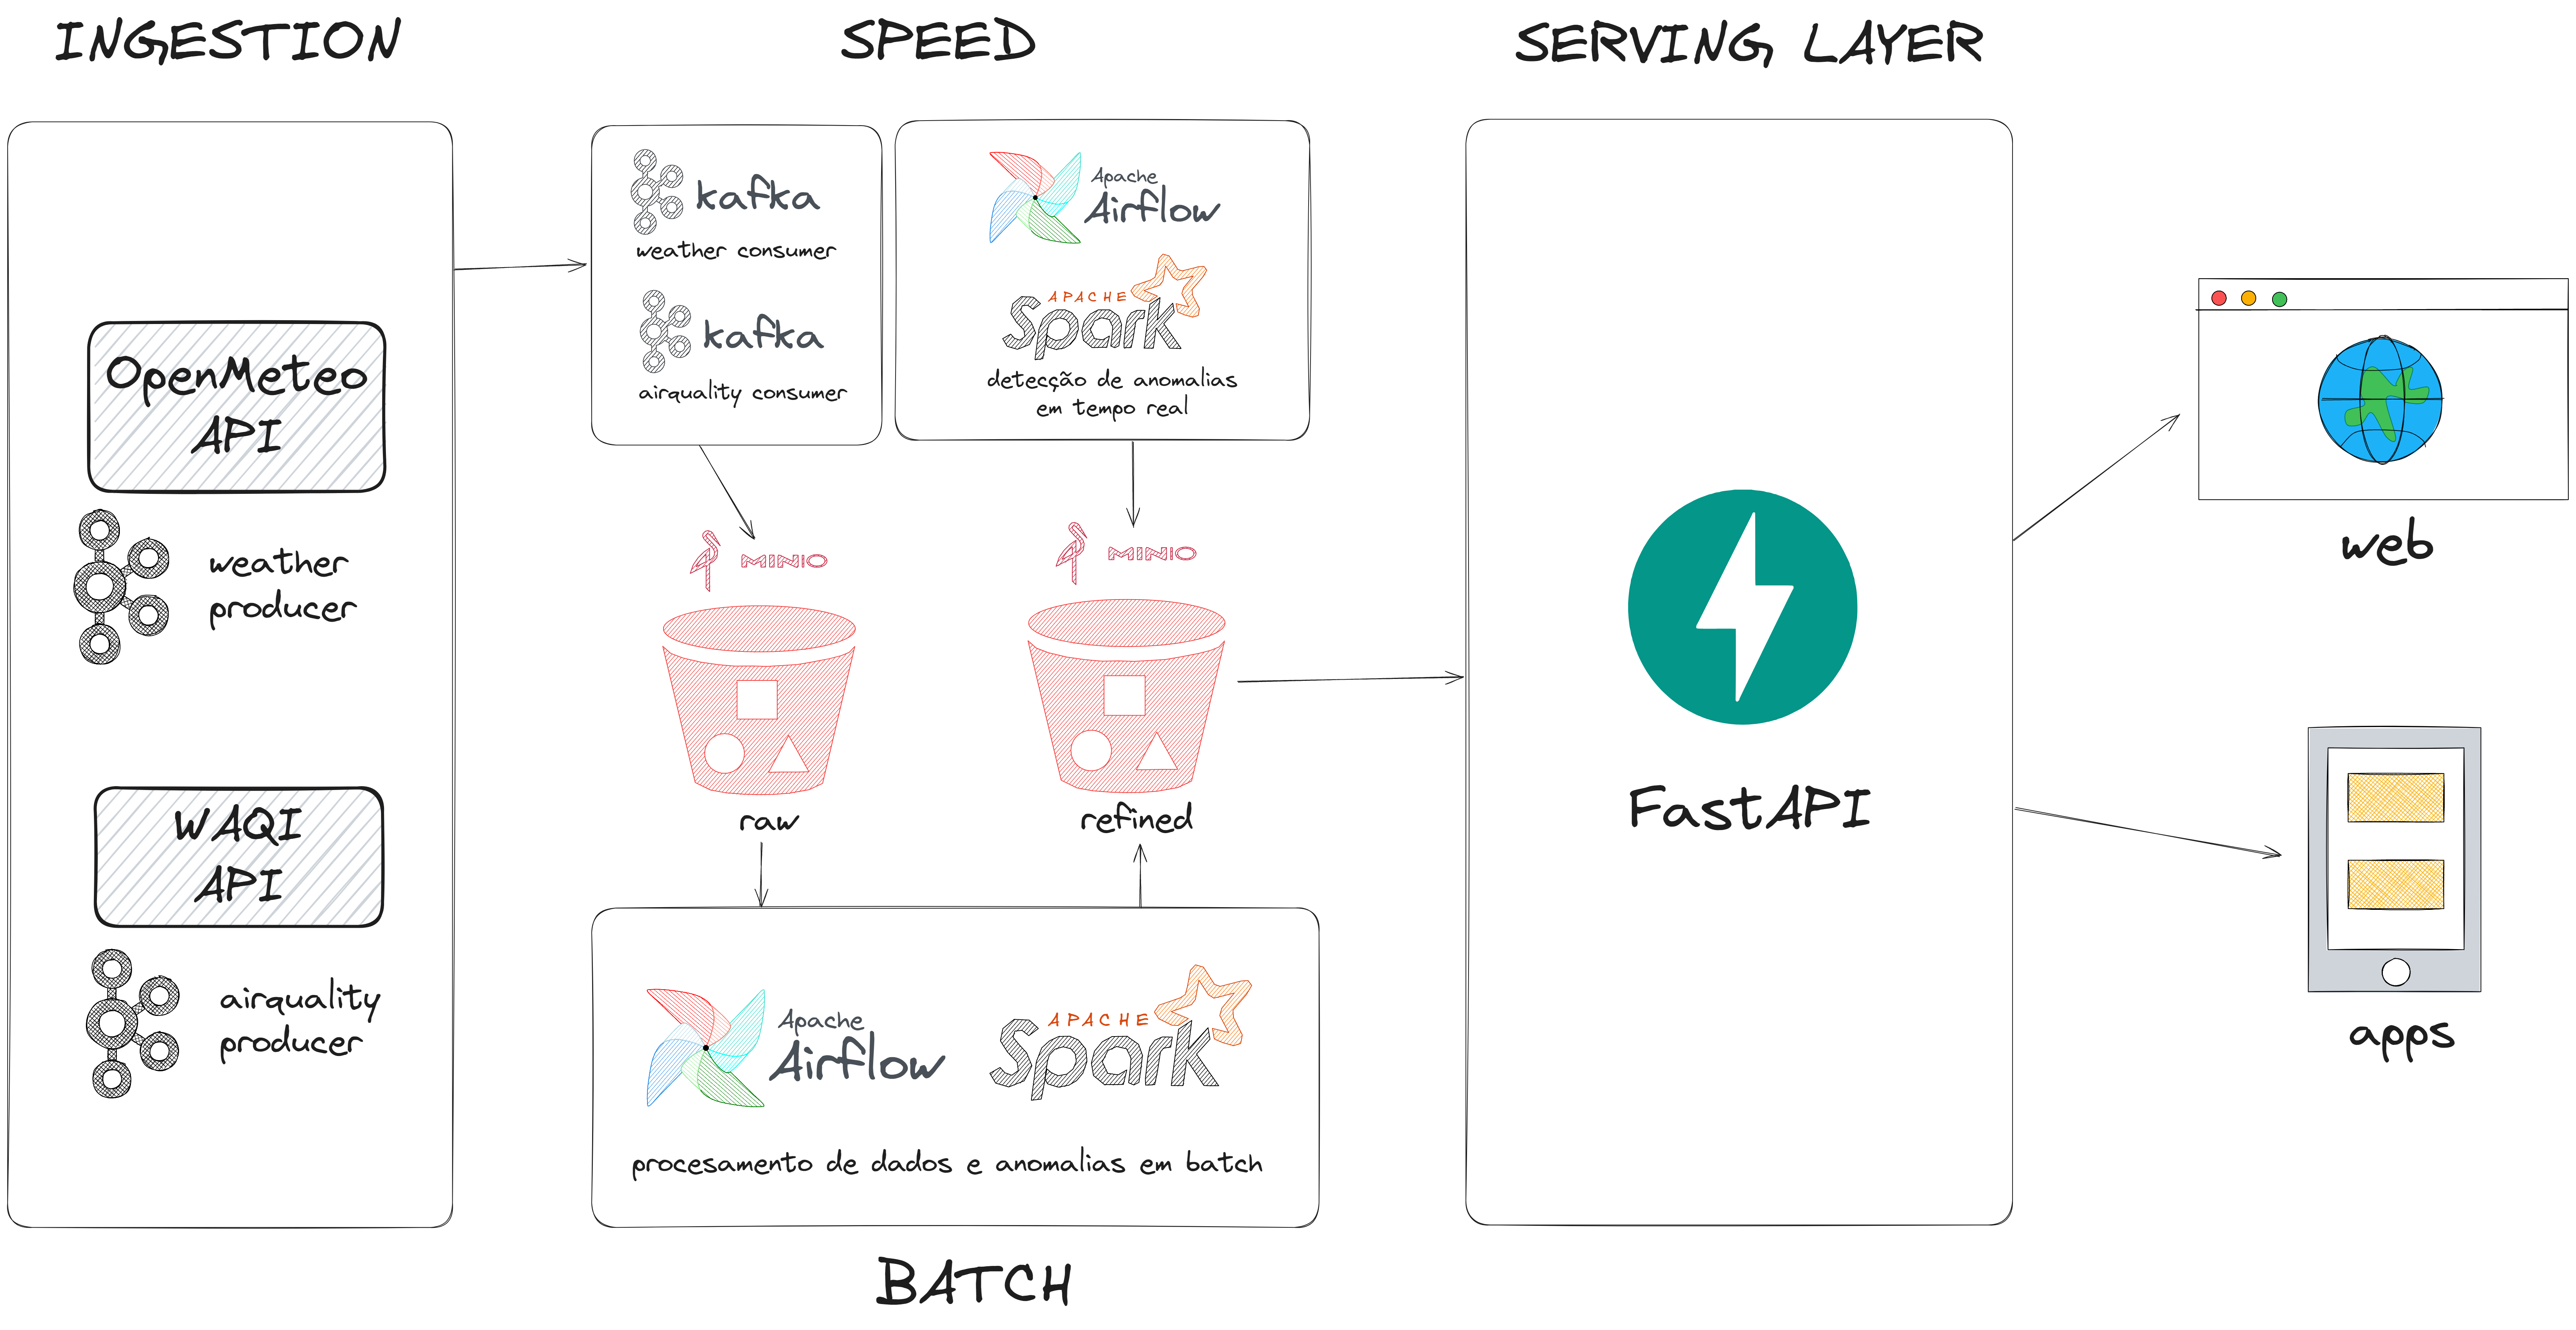 INGESTION
OpenMeteo
API
weather
producer
WAQI
API
airquality
producer
SPEED
kafka
weather consumer
kafka
airquality consumer
Apache
Airflow
APACHE
Spark
detecção de anomalias
em tempo real
MINIO
raw
MINIO
refined
Apache
Airflow
APACHE
Spark
procesamento de dados e anomalias em batch
BATCH
SERVING LAYER
FastAPI
web
apps